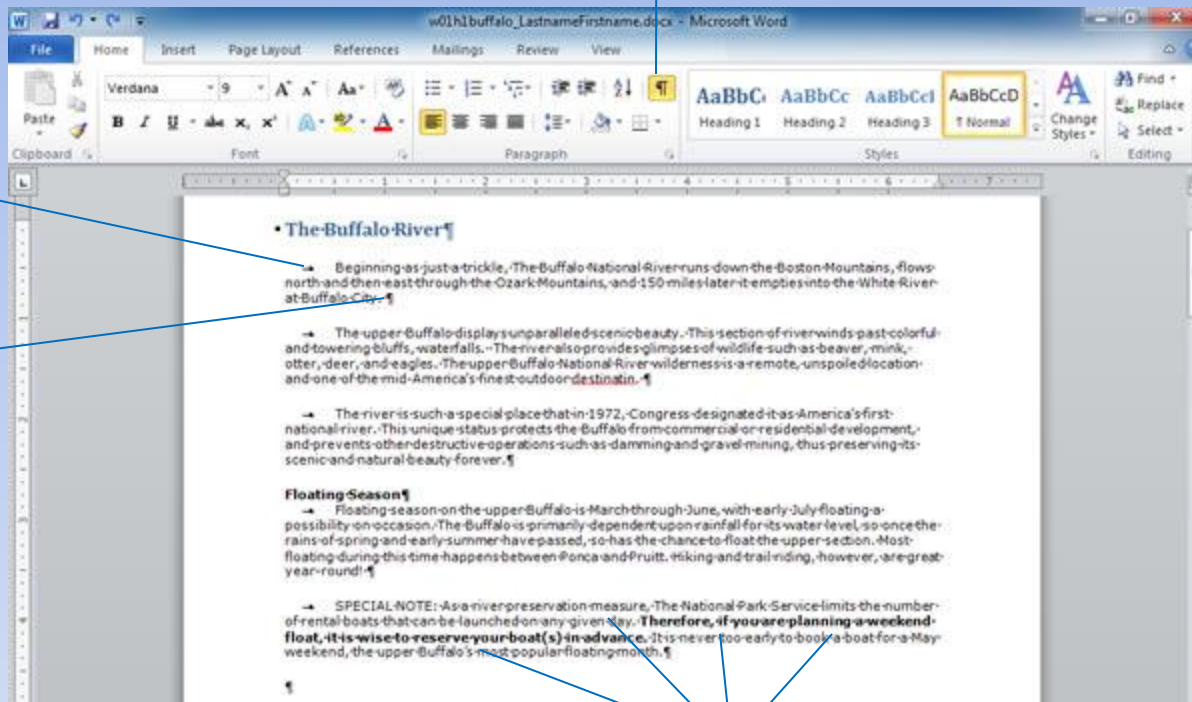 w01h1buffalo_LastnameFirstname.docx - Microsoft Word
File Home Insert Page Layout References Mailings Review View
Verdana 9 Aa Find
Paste B I U abc x, x' A AaBbC AaBbCc AaBbCcI AaBbCcD Change Styles Replace
Heading 1 Heading 2 Heading 3 ¶ Normal Select
Clipboard Font Paragraph Styles Editing
1 2 3 4 5 6 7
The Buffalo River¶
Beginning as just a trickle, The Buffalo National River runs down the Boston Mountains, flows
north and then east through the Ozark Mountains, and 150 miles later it empties into the White River
at Buffalo City. ¶
The upper Buffalo displays unparalleled scenic beauty. This section of river winds past colorful
and towering bluffs, waterfalls. The river also provides glimpses of wildlife such as beaver, mink,
otter, deer, and eagles. The upper Buffalo National River wilderness is a remote, unspoiled location
and one of the mid-America's finest outdoor destinatin. ¶
The river is such a special place that in 1972, Congress designated it as America's first
national river. This unique status protects the Buffalo from commercial or residential development,
and prevents other destructive operations such as damming and gravel mining, thus preserving its
scenic and natural beauty forever.¶
Floating Season¶
Floating season on the upper Buffalo is March through June, with early July floating a
possibility on occasion. The Buffalo is primarily dependent upon rainfall for its water level, so once the
rains of spring and early summer have passed, so has the chance to float the upper section. Most
floating during this time happens between Ponca and Pruitt. Hiking and trail riding, however, are great
year-round! ¶
SPECIAL NOTE: As a river preservation measure, The National Park Service limits the number
of rental boats that can be launched on any given day. Therefore, if you are planning a weekend
float, it is wise to reserve your boat(s) in advance. It is never too early to book a boat for a May
weekend, the upper Buffalo's most popular floating month.¶
¶